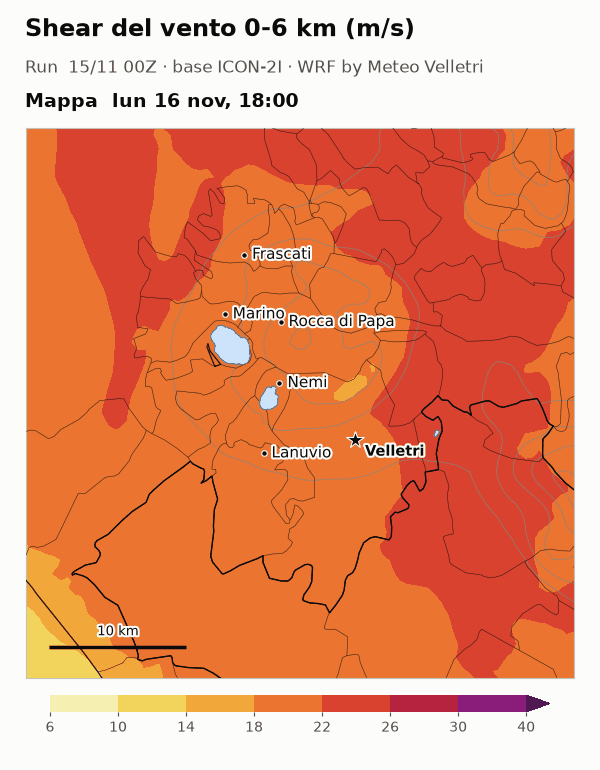 Shear del vento 0-6 km (m/s)
Run  15/11 00Z · base ICON-2I · WRF by Meteo Velletri
Mappa  lun 16 nov, 18:00
Frascati
Marino
Rocca di Papa
Nemi
Velletri
Lanuvio
10 km
6 10 14 18 22 26 30 40